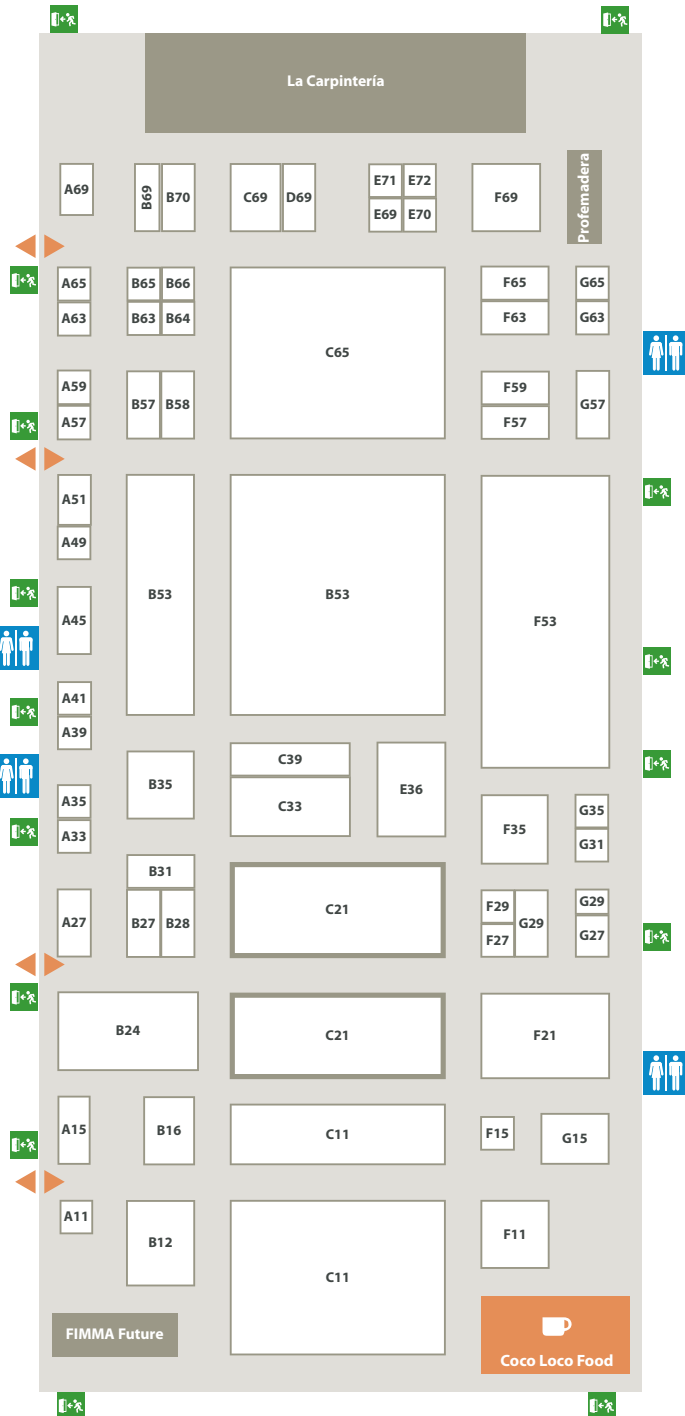 La Carpintería
A69
B69
B70
C69
D69
E71
E72
E69
E70
F69
Profemadera
A65
A63
B65
B66
B63
B64
C65
F65
F63
G65
G63
A59
A57
B57
B58
F59
F57
G57
A51
A49
A45
A41
A39
B53
B53
F53
A35
A33
B35
C39
C33
E36
F35
G35
G31
A27
B31
B27
B28
C21
F29
F27
G29
G29
G27
B24
C21
F21
A15
B16
C11
F15
G15
A11
B12
C11
F11
FIMMA Future
Coco Loco Food